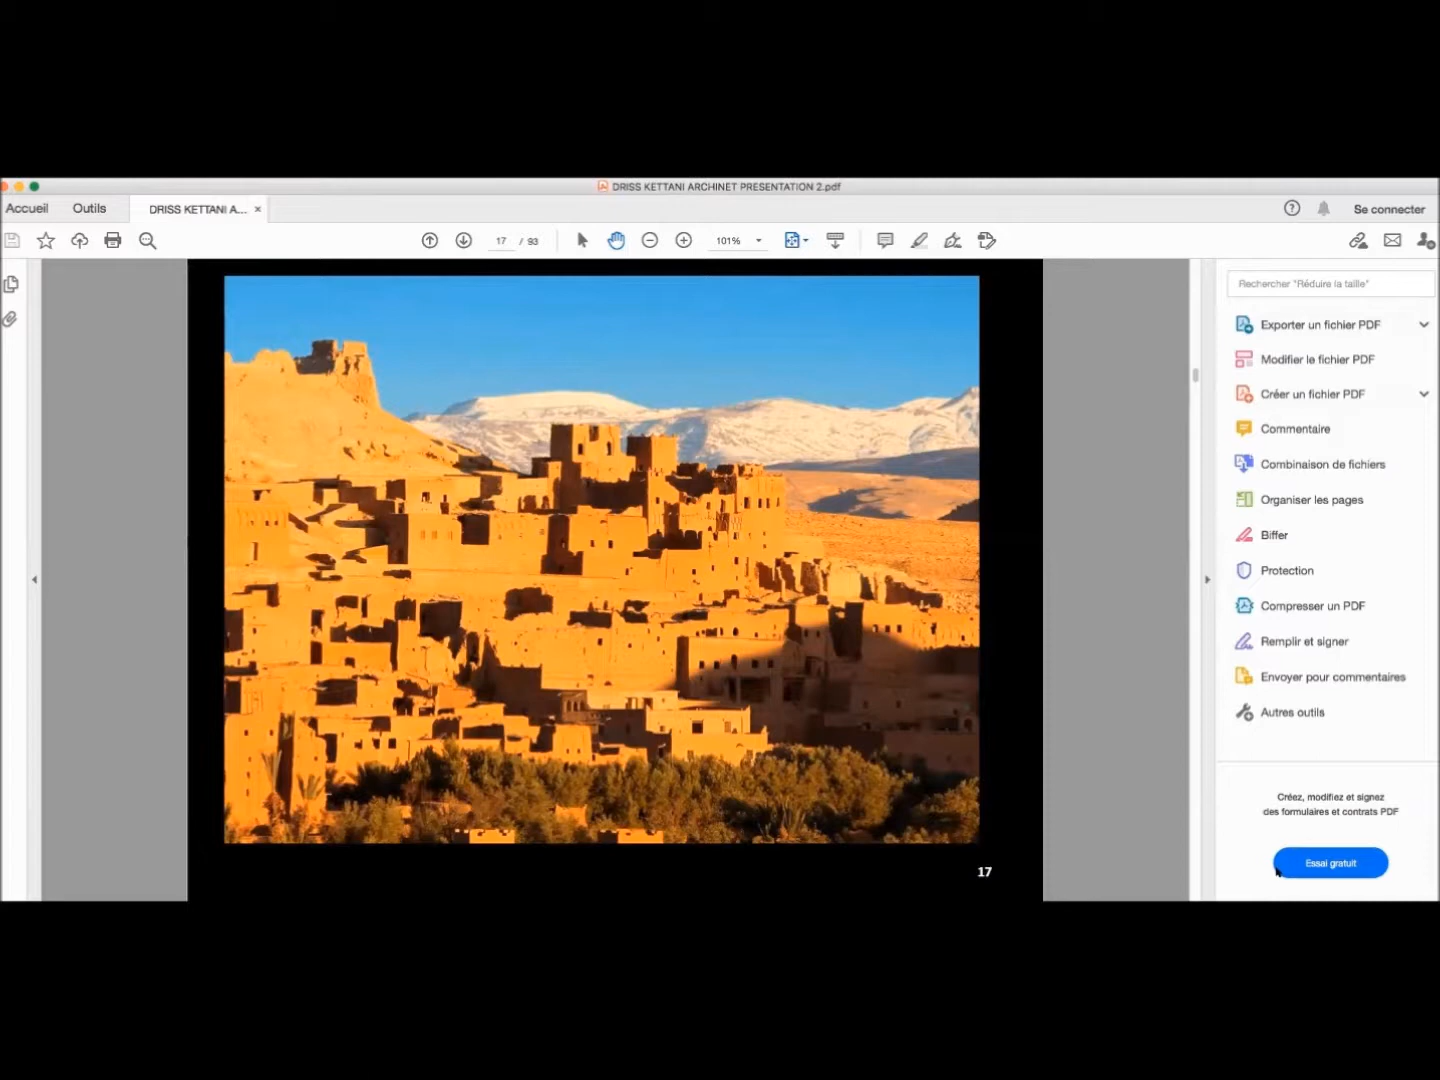 DRISS KETTANI ARCHINET PRESENTATION 2.pdf
Accueil
Outils
DRISS KETTANI A...
Se connecter
17 / 93
101%
Rechercher "Réduire la taille"
Exporter un fichier PDF
Modifier le fichier PDF
Créer un fichier PDF
Commentaire
Combinaison de fichiers
Organiser les pages
Biffer
Protection
Compresser un PDF
Remplir et signer
Envoyer pour commentaires
Autres outils
Créez, modifiez et signez
des formulaires et contrats PDF
Essai gratuit
17